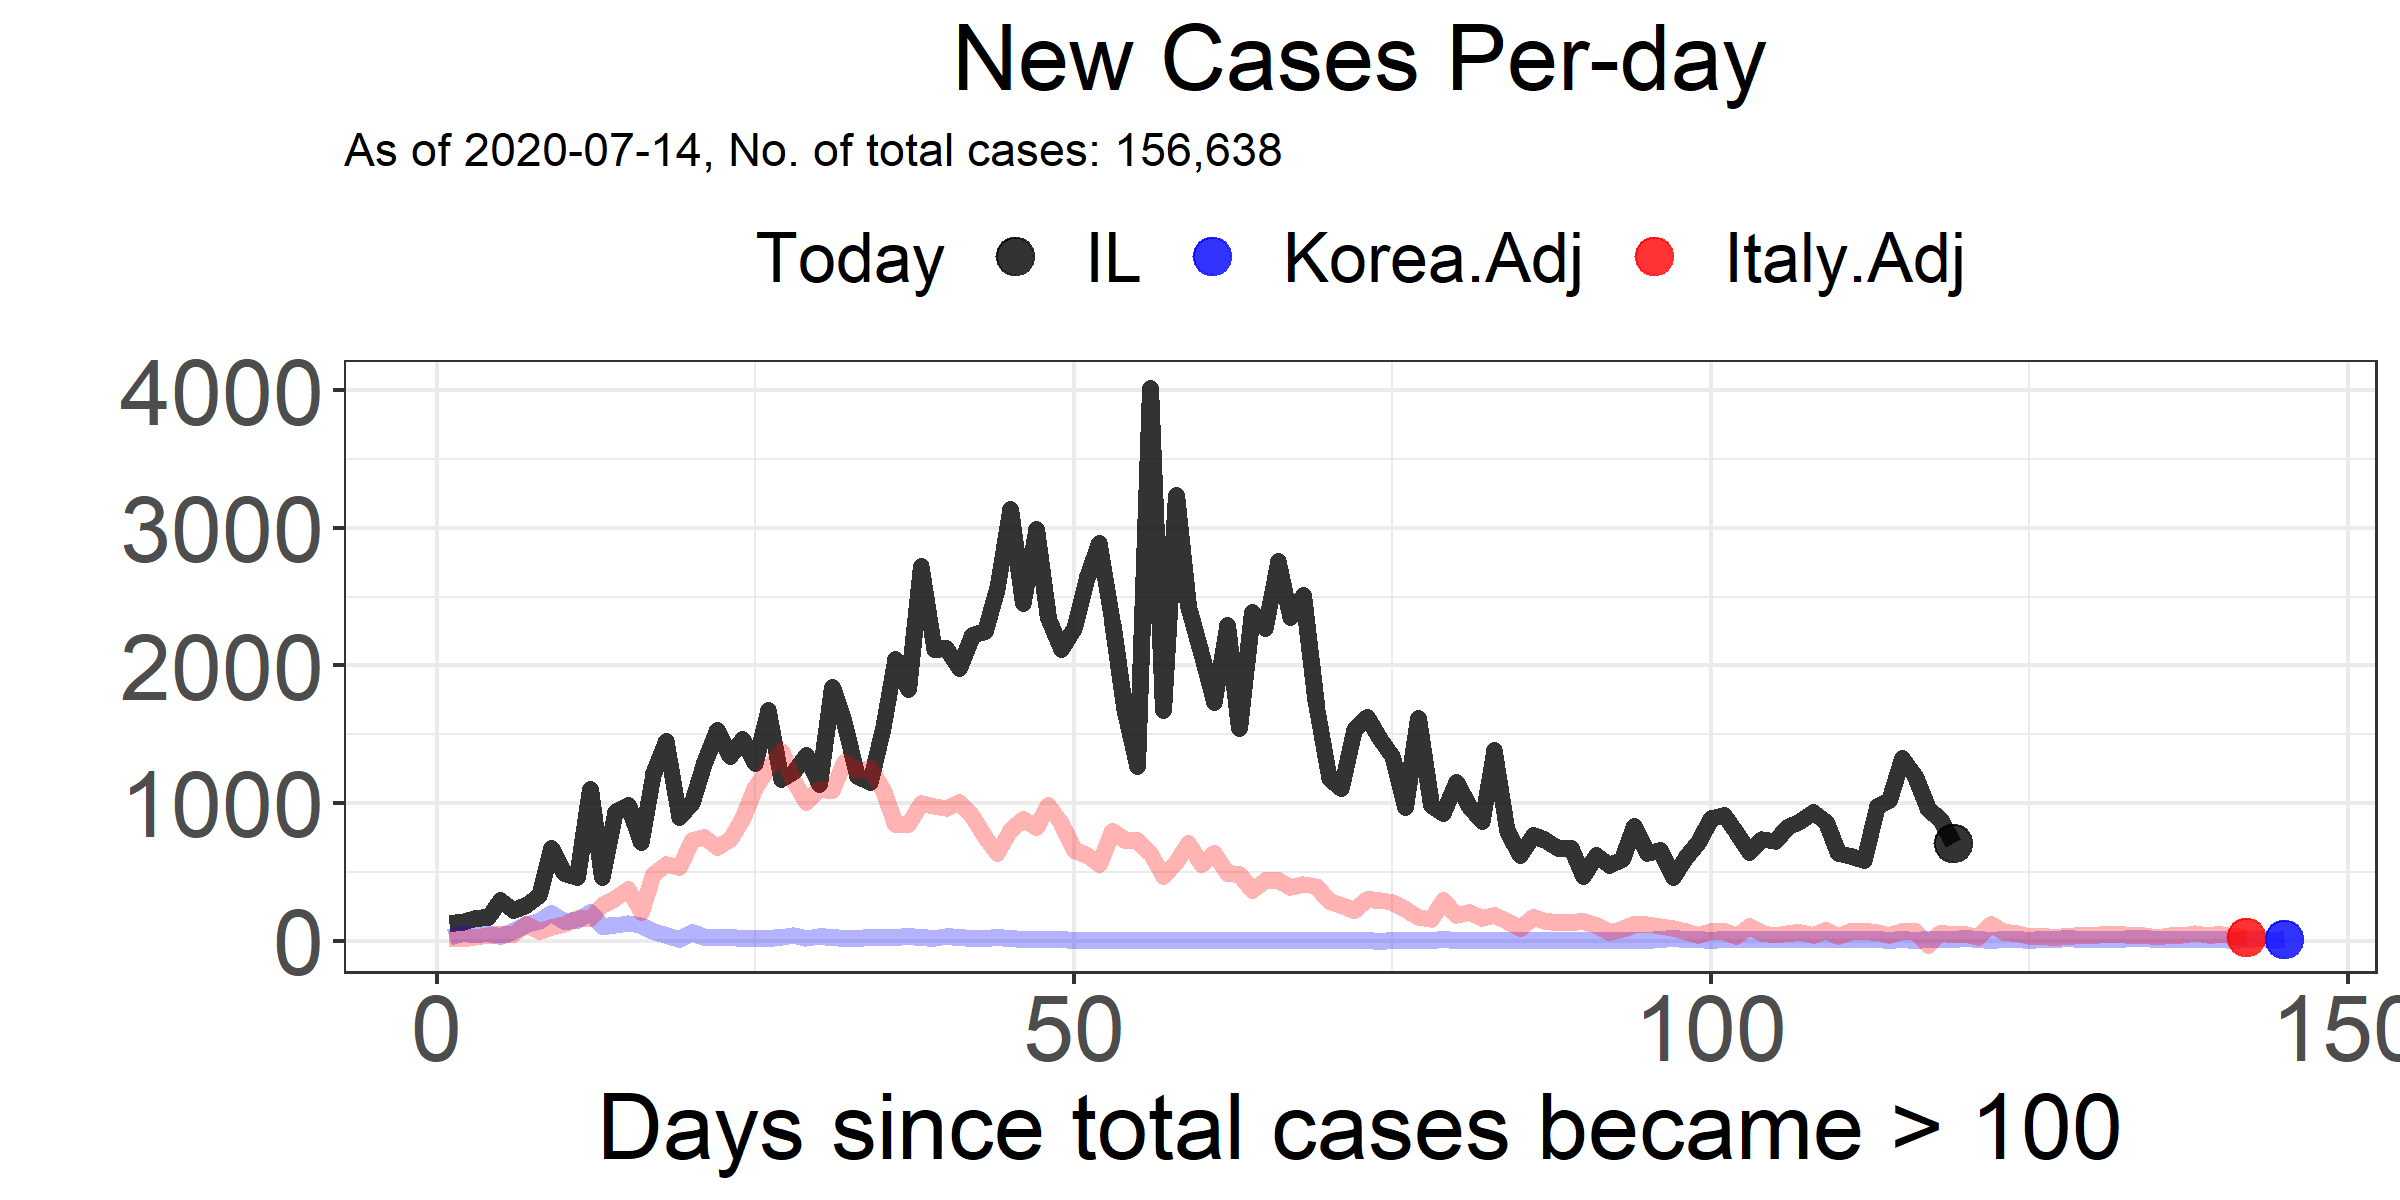 New Cases Per-day
As of 2020-07-14, No. of total cases: 156,638
Today IL Korea.Adj Italy.Adj
4000
3000
2000
1000
0
0 50 100 150
Days since total cases became > 100